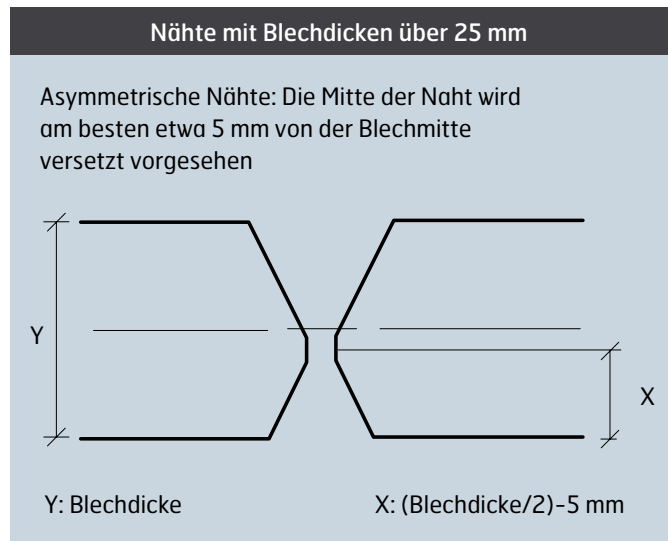 Nähte mit Blechdicken über 25 mm
Asymmetrische Nähte: Die Mitte der Naht wird
am besten etwa 5 mm von der Blechmitte
versetzt vorgesehen
Y
X
Y: Blechdicke
X: (Blechdicke/2)–5 mm